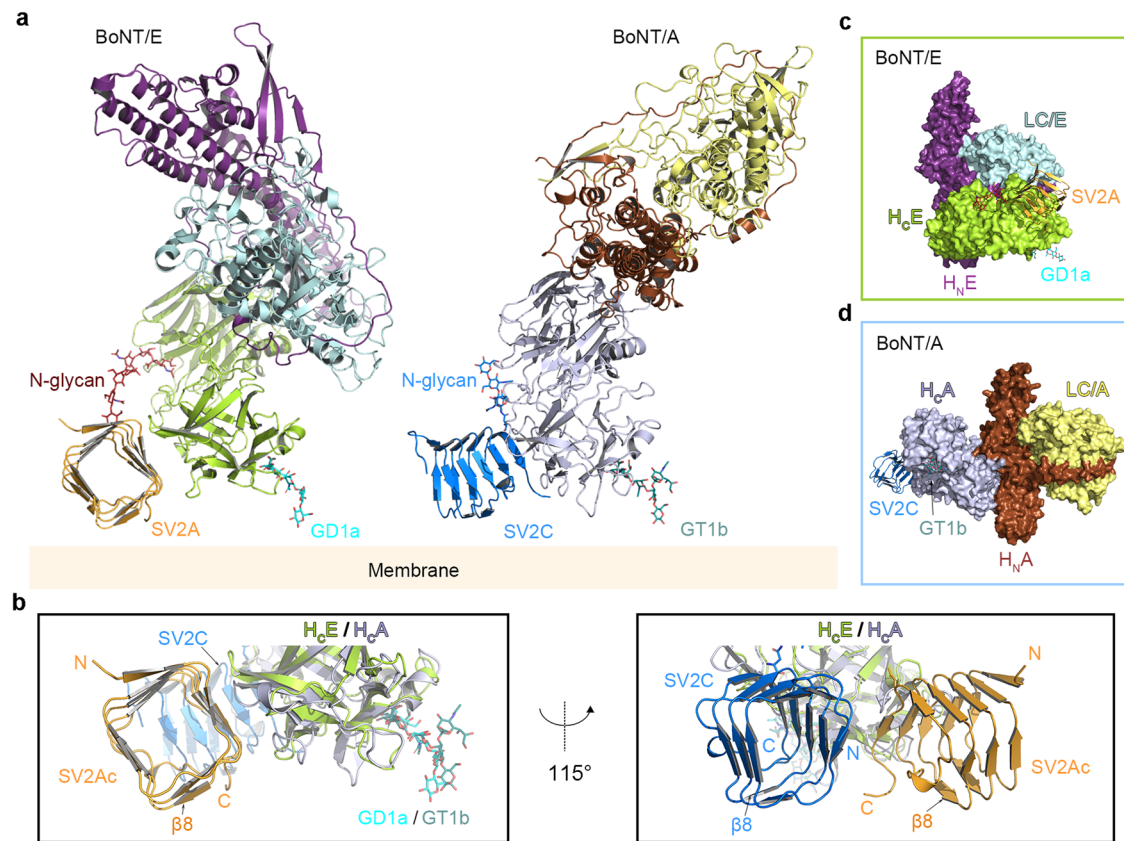 a
BoNT/E
BoNT/A
N-glycan
N-glycan
SV2A
GD1a
SV2C
GT1b
Membrane
c
BoNT/E
LC/E
SV2A
HCE
GD1a
HNE
d
BoNT/A
HCA
LC/A
SV2C
GT1b
HNA
b
SV2C
HCE / HCA
N
SV2Ac
C
β8
GD1a / GT1b
115°
HCE / HCA
SV2C
N
C
N
SV2Ac
C
β8
β8